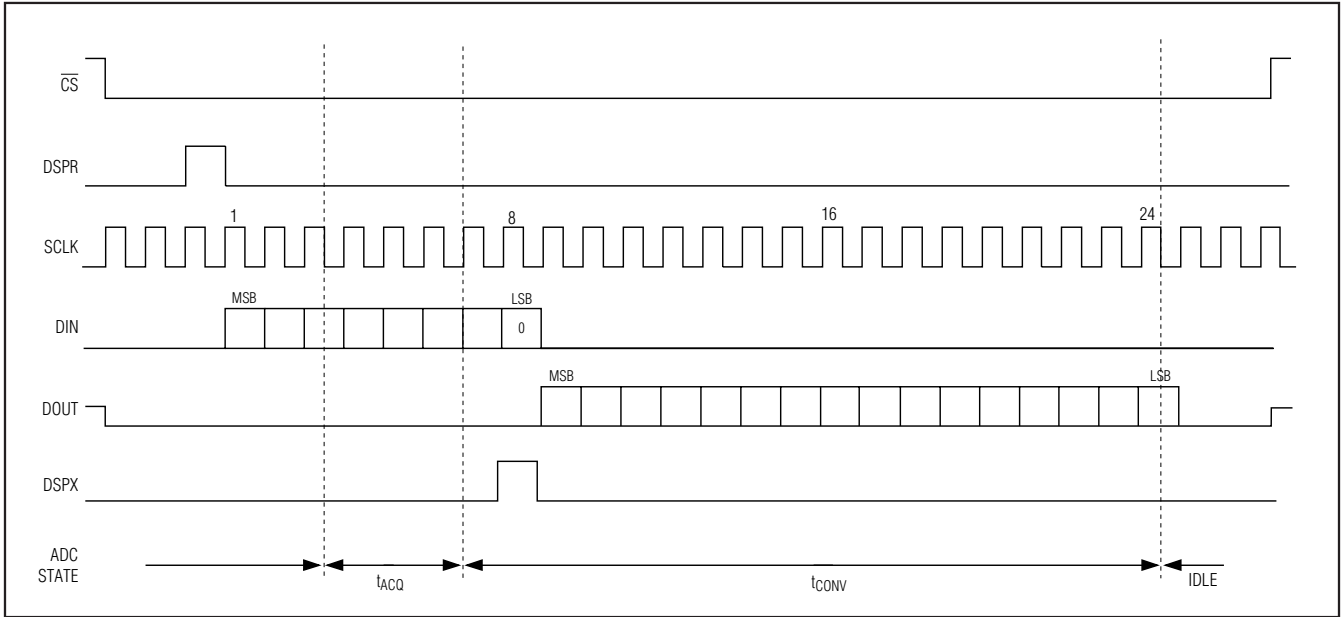 C̅S̅
DSPR
1 8 16 24
SCLK
MSB LSB
DIN 0
MSB LSB
DOUT
DSPX
ADC
STATE
tACQ tCONV IDLE